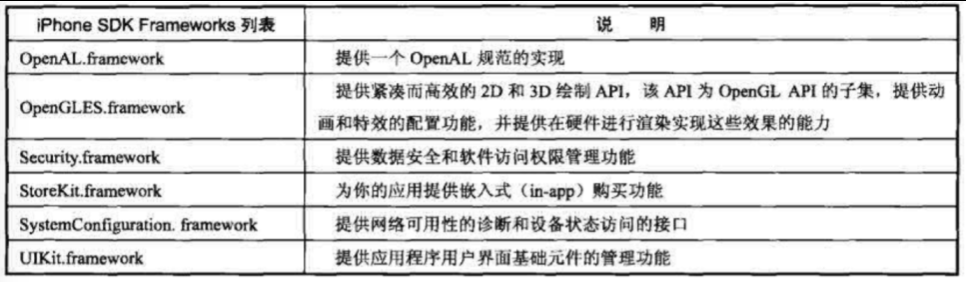 iPhone SDK Frameworks 列表 说 明
OpenAL.framework 提供一个 OpenAL 规范的实现
OpenGLES.framework 提供紧凑而高效的 2D 和 3D 绘制 API，该 API 为 OpenGL API 的子集，提供动
画和特效的配置功能，并提供在硬件进行渲染实现这些效果的能力
Security.framework 提供数据安全和软件访问权限管理功能
StoreKit.framework 为你的应用提供嵌入式（in-app）购买功能
SystemConfiguration. framework 提供网络可用性的诊断和设备状态访问的接口
UIKit.framework 提供应用程序用户界面基础元件的管理功能